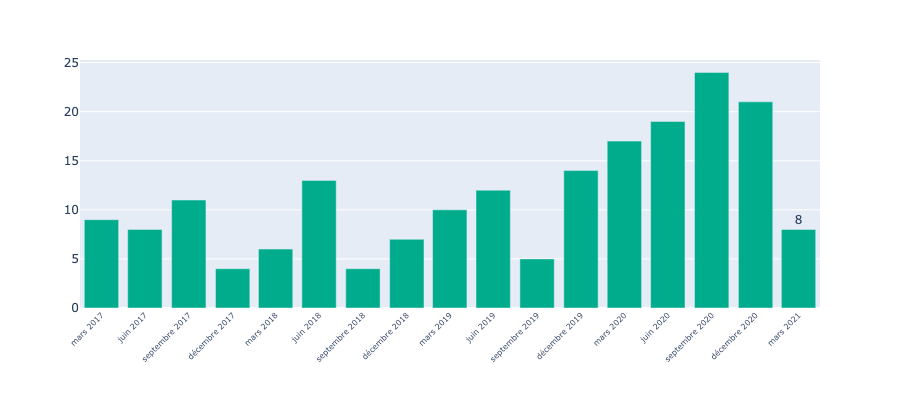 25
20
15
10
5
0
8
mars 2017
juin 2017
septembre 2017
décembre 2017
mars 2018
juin 2018
septembre 2018
décembre 2018
mars 2019
juin 2019
septembre 2019
décembre 2019
mars 2020
juin 2020
septembre 2020
décembre 2020
mars 2021